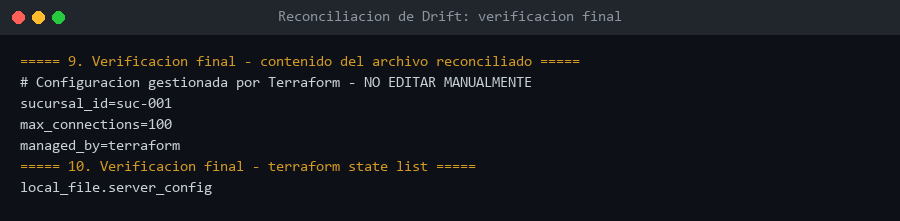 Reconciliacion de Drift: verificacion final
===== 9. Verificacion final - contenido del archivo reconciliado =====
# Configuracion gestionada por Terraform - NO EDITAR MANUALMENTE
sucursal_id=suc-001
max_connections=100
managed_by=terraform
===== 10. Verificacion final - terraform state list =====
local_file.server_config